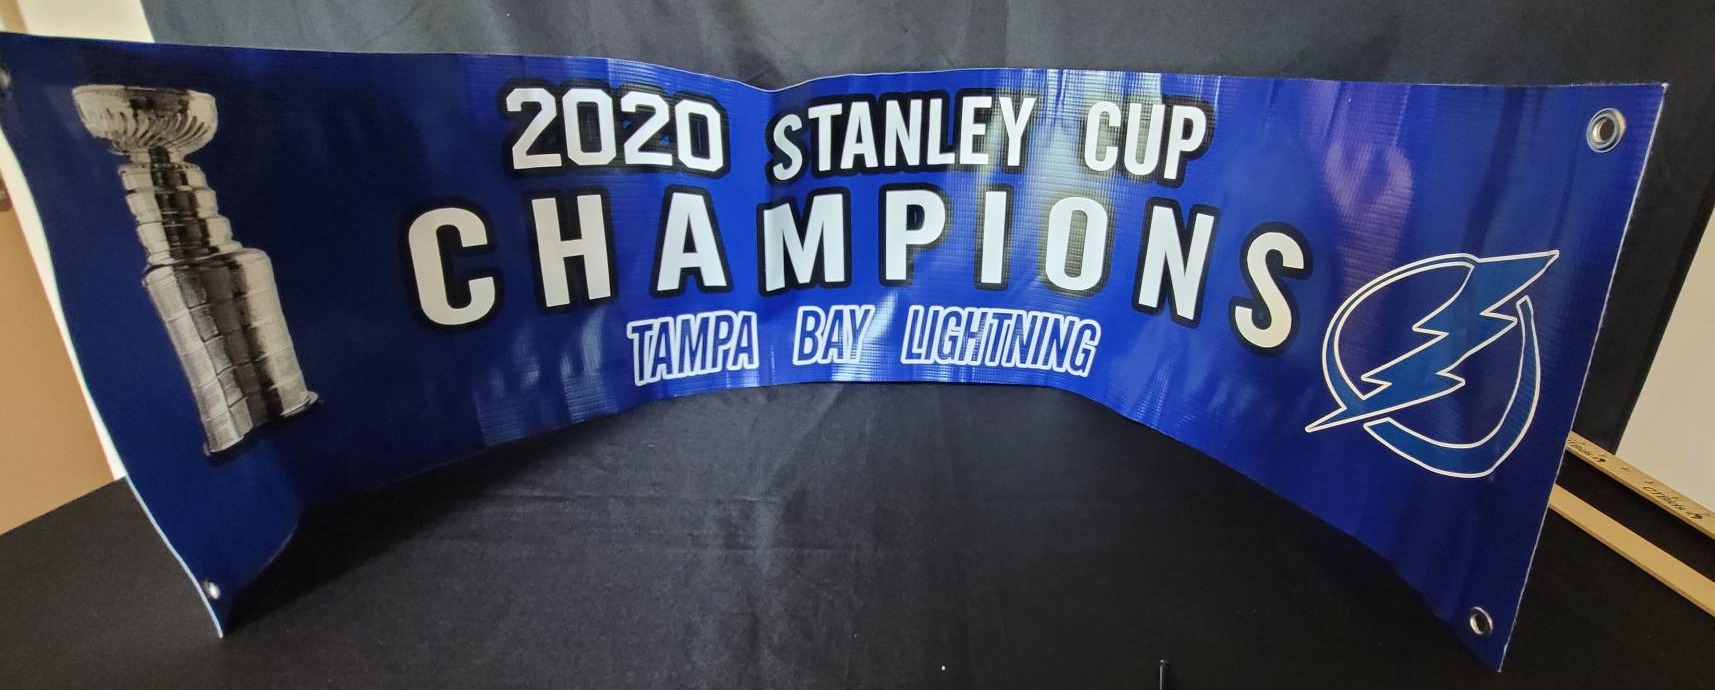 2020 STANLEY CUP
CHAMPIONS
TAMPA BAY LIGHTNING